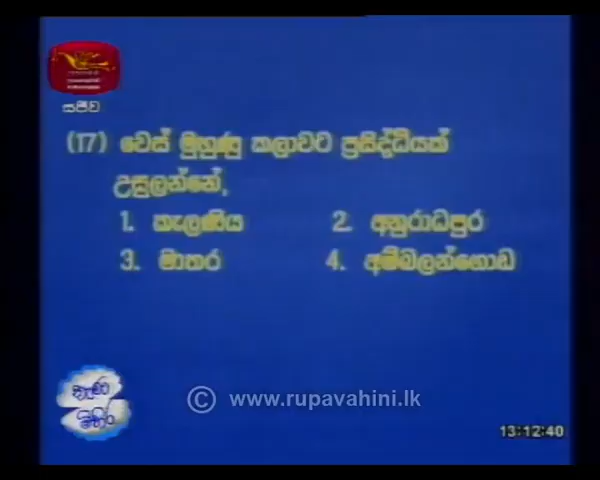 සජීව
(17) වෙස් මුහුණු කලාවට ප්‍රසිද්ධියක්
උසුලන්නේ,
1. කැලණිය 2. අනුරාධපුර
3. මාතර 4. අම්බලන්ගොඩ
නැණ
මිහිර
© www.rupavahini.lk
13:12:40